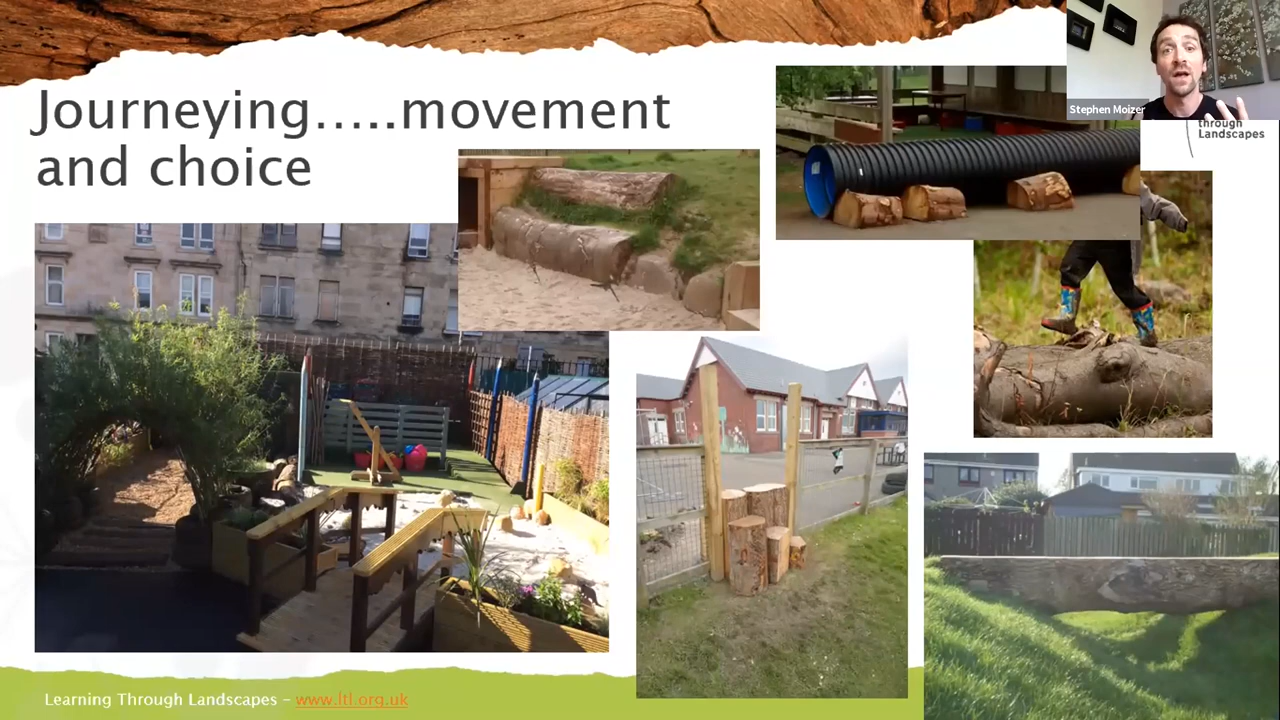 Journeying…..movement
and choice
Stephen Moizer
through
Landscapes
Learning Through Landscapes – www.ltl.org.uk